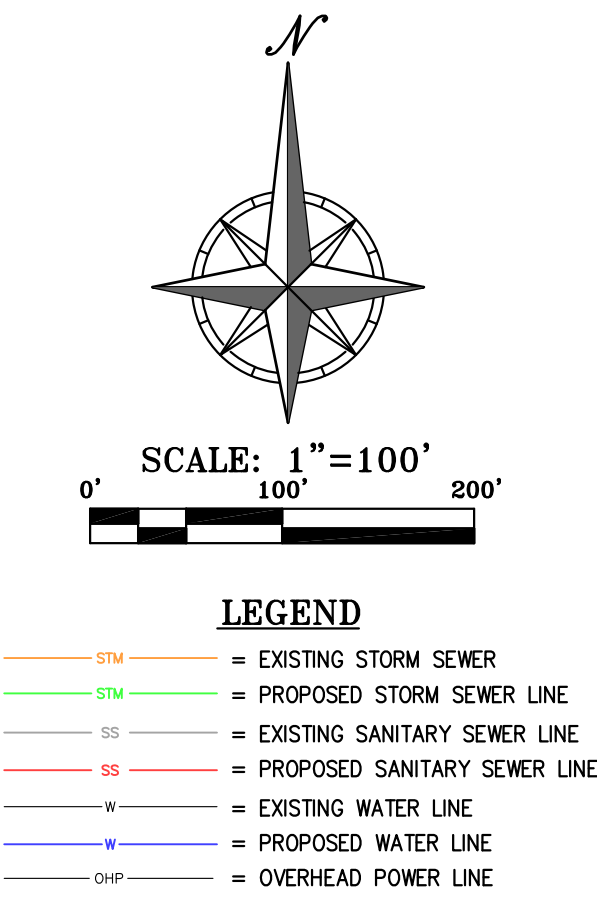 N
SCALE: 1"=100'
0' 100' 200'
LEGEND
STM = EXISTING STORM SEWER
STM = PROPOSED STORM SEWER LINE
SS = EXISTING SANITARY SEWER LINE
SS = PROPOSED SANITARY SEWER LINE
W = EXISTING WATER LINE
W = PROPOSED WATER LINE
OHP = OVERHEAD POWER LINE